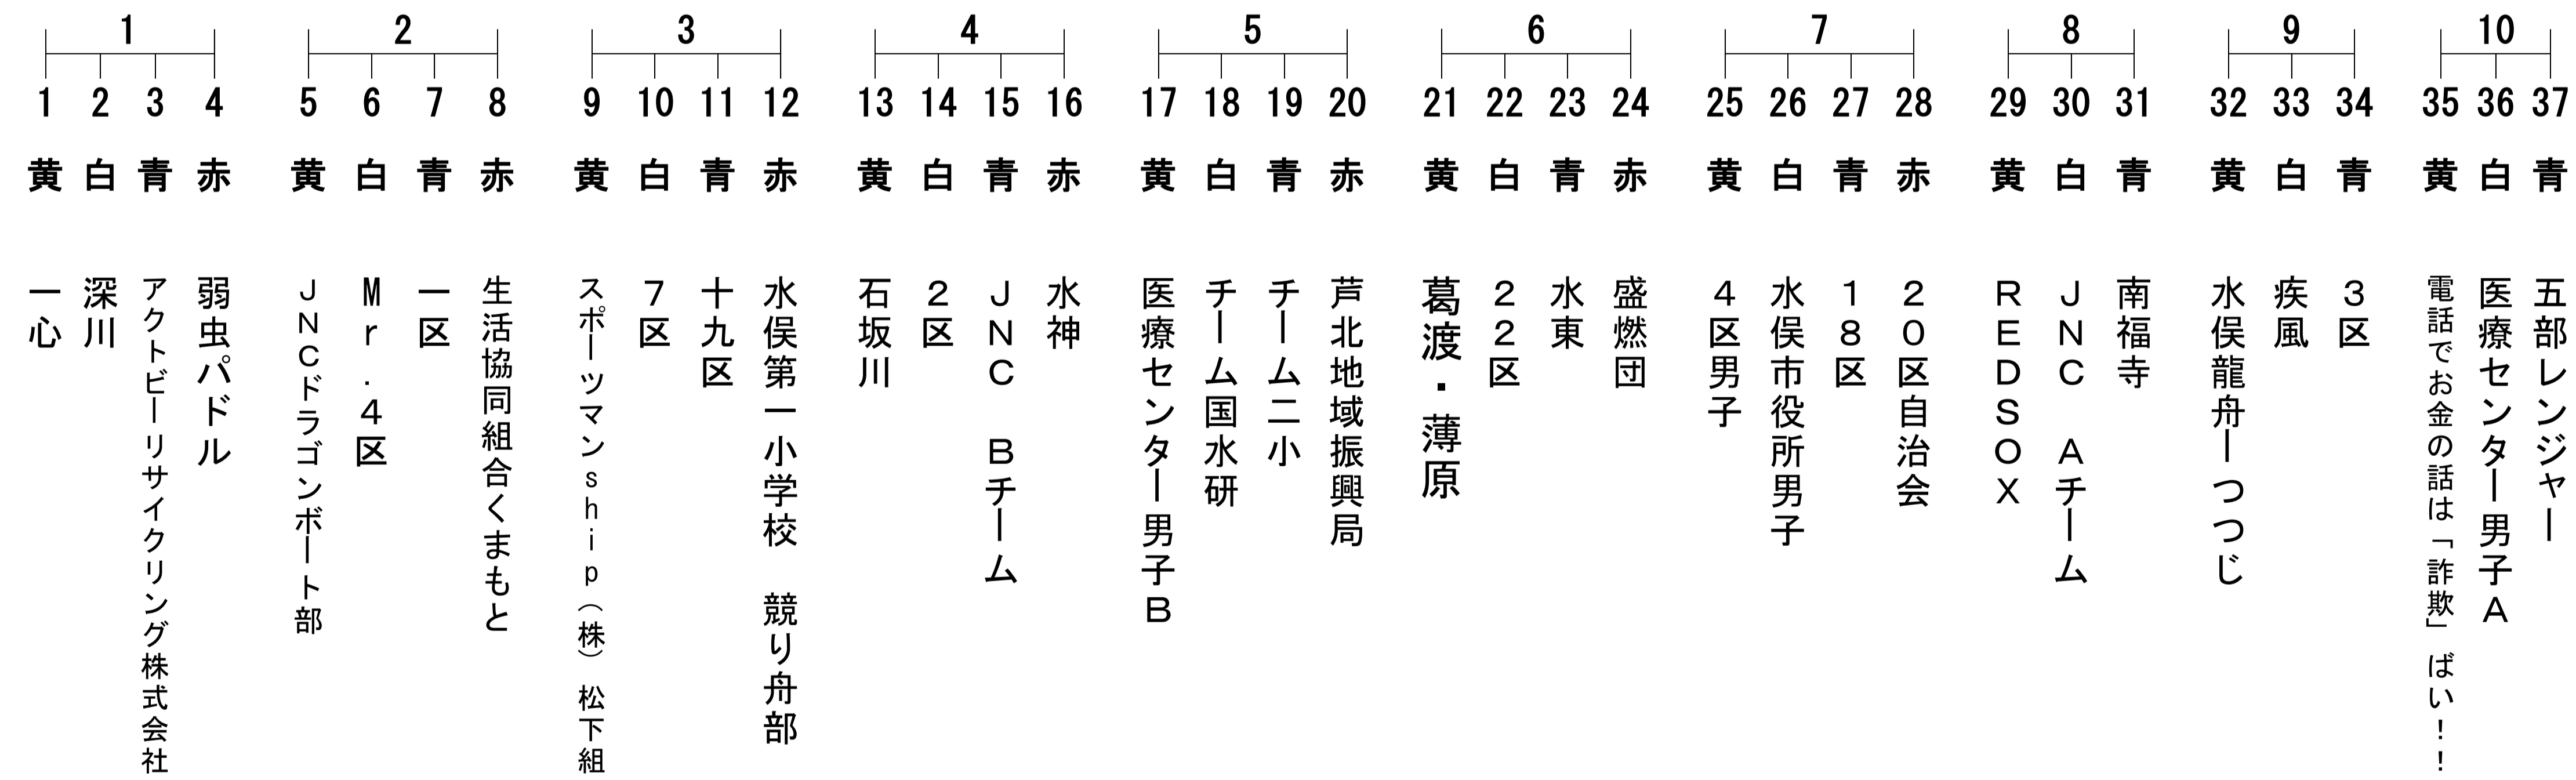 1 2 3 4 5 6 7 8 9 10
1 2 3 4 5 6 7 8 9 10 11 12 13 14 15 16 17 18 19 20 21 22 23 24 25 26 27 28 29 30 31 32 33 34 35 36 37
黄 白 青 赤 黄 白 青 赤 黄 白 青 赤 黄 白 青 赤 黄 白 青 赤 黄 白 青 赤 黄 白 青 赤 黄 白 青 黄 白 青 黄 白 青
一心
深川
アクトビーリサイクリング株式会社
弱虫パドル
JNCドラゴンボート部
Mr.4区
一区
生活協同組合くまもと
スポーツマンship(株)松下組
7区
十九区
水俣第一小学校 競り舟部
石坂川
2区
JNC Bチーム
水神
医療センター男子B
チーム国水研
チーム二小
芦北地域振興局
葛渡・薄原
22区
水東
盛燃団
4区男子
水俣市役所男子
18区
20区自治会
REDSOX
JNC Aチーム
南福寺
水俣龍舟ーつつじ
疾風
3区
電話でお金の話は「詐欺」ばい!!
医療センター男子A
五部レンジャー